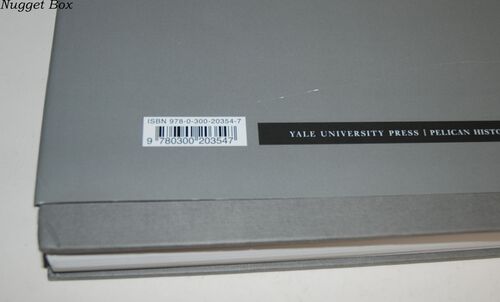 Nugget Box
ISBN 978-0-300-20354-7
9 780300 203547
YALE UNIVERSITY PRESS | PELICAN HISTO